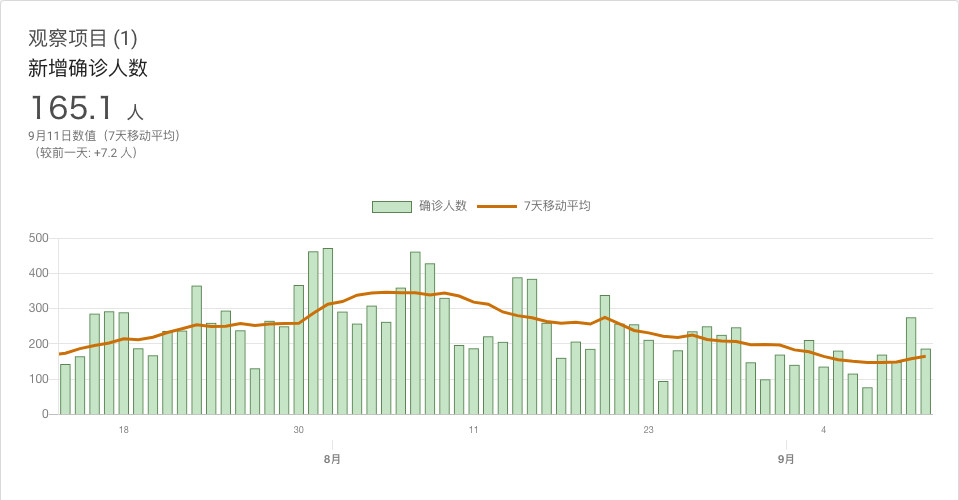 观察项目 (1)
新增确诊人数
165.1 人
9月11日数值（7天移动平均）
（较前一天: +7.2 人）
确诊人数 7天移动平均
500
400
300
200
100
0
18 30 11 23 4
8月 9月